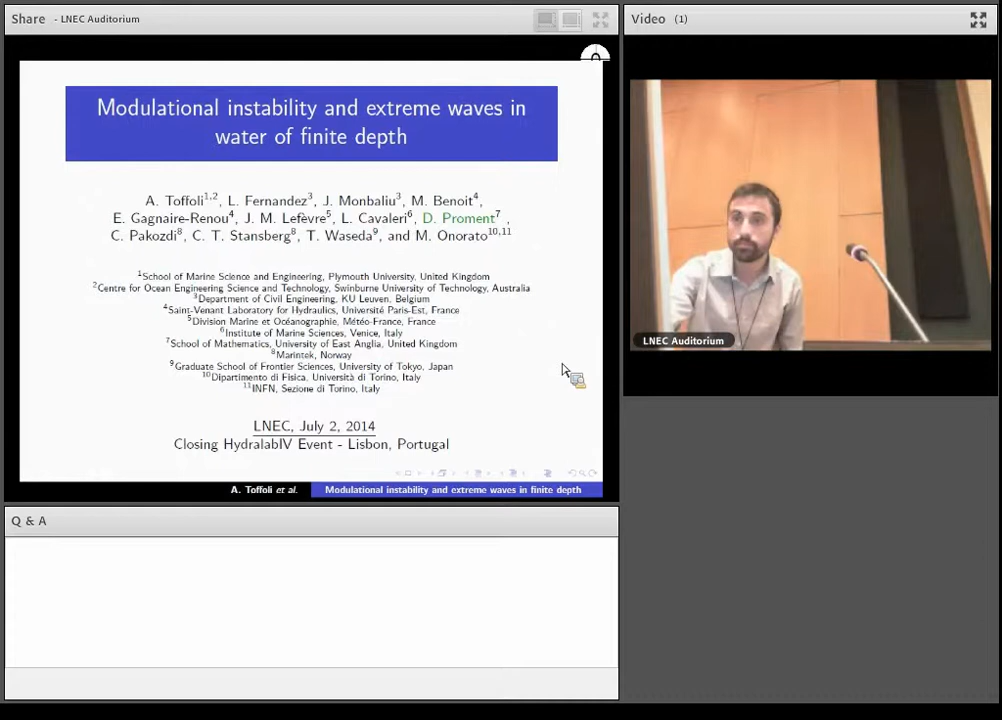 Share - LNEC Auditorium
Modulational instability and extreme waves in
water of finite depth
A. Toffoli1,2, L. Fernandez3, J. Monbaliu3, M. Benoit4,
E. Gagnaire-Renou4, J. M. Lefèvre5, L. Cavaleri6, D. Proment7 ,
C. Pakozdi8, C. T. Stansberg8, T. Waseda9, and M. Onorato10,11
1School of Marine Science and Engineering, Plymouth University, United Kingdom
2Centre for Ocean Engineering Science and Technology, Swinburne University of Technology, Australia
3Department of Civil Engineering, KU Leuven, Belgium
4Saint-Venant Laboratory for Hydraulics, Université Paris-Est, France
5Division Marine et Océanographie, Météo-France, France
6Institute of Marine Sciences, Venice, Italy
7School of Mathematics, University of East Anglia, United Kingdom
8Marintek, Norway
9Graduate School of Frontier Sciences, University of Tokyo, Japan
10Dipartimento di Fisica, Università di Torino, Italy
11INFN, Sezione di Torino, Italy
LNEC, July 2, 2014
Closing HydralabIV Event - Lisbon, Portugal
A. Toffoli et al.
Modulational instability and extreme waves in finite depth
Video (1)
LNEC Auditorium
Q & A